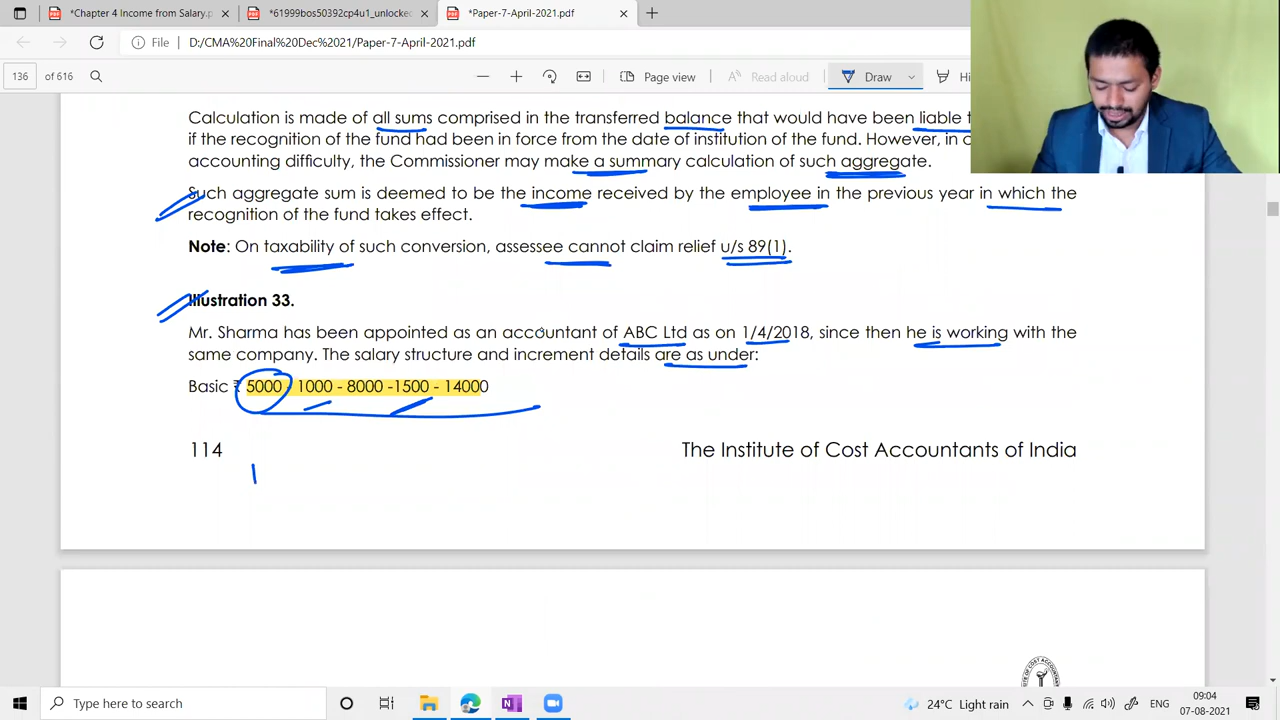 *Chapter 4 Income from Salary.p
*61999bos50392cp4u1_unlocked
*Paper-7-April-2021.pdf
File D:/CMA%20Final%20Dec%2021/Paper-7-April-2021.pdf
136 of 616 Page view Read aloud Draw Hi
Calculation is made of all sums comprised in the transferred balance that would have been liable
if the recognition of the fund had been in force from the date of institution of the fund. However, in
accounting difficulty, the Commissioner may make a summary calculation of such aggregate.
Such aggregate sum is deemed to be the income received by the employee in the previous year in which the
recognition of the fund takes effect.
Note: On taxability of such conversion, assessee cannot claim relief u/s 89(1).
Illustration 33.
Mr. Sharma has been appointed as an accountant of ABC Ltd as on 1/4/2018, since then he is working with the
same company. The salary structure and increment details are as under:
Basic ₹ 5000 - 1000 - 8000 -1500 - 14000
114 The Institute of Cost Accountants of India
Type here to search
24°C Light rain ENG
09:04
07-08-2021